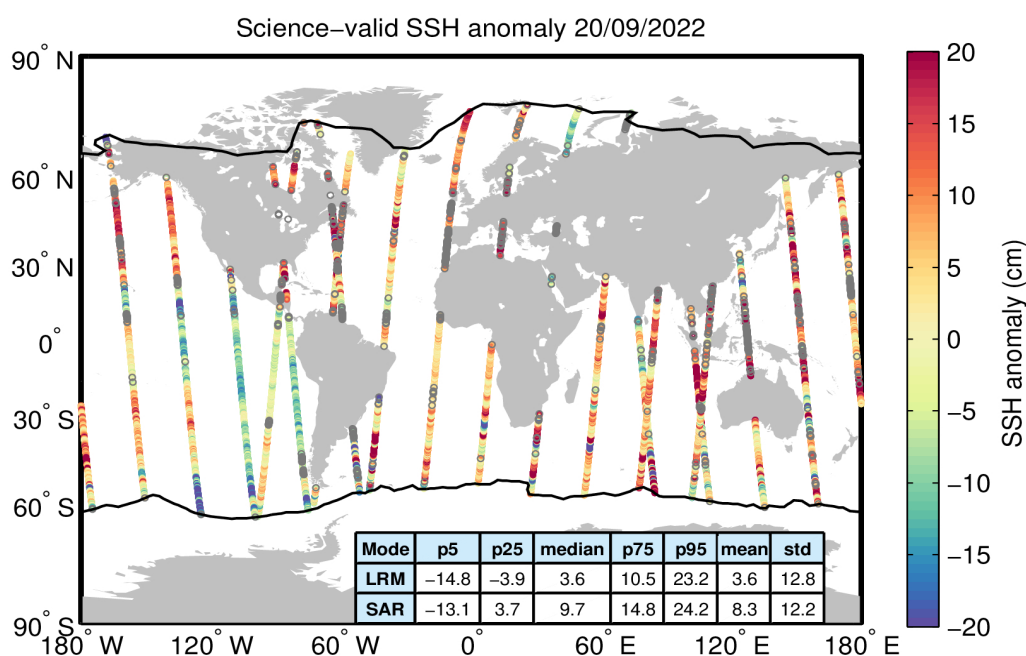 Science−valid SSH anomaly 20/09/2022
90° N
60° N
30° N
0°
30° S
60° S
90° S
180° W
120° W
60° W
0°
60° E
120° E
180° E
20
15
10
5
0
−5
−10
−15
−20
SSH anomaly (cm)
Mode p5 p25 median p75 p95 mean std
LRM −14.8 −3.9 3.6 10.5 23.2 3.6 12.8
SAR −13.1 3.7 9.7 14.8 24.2 8.3 12.2